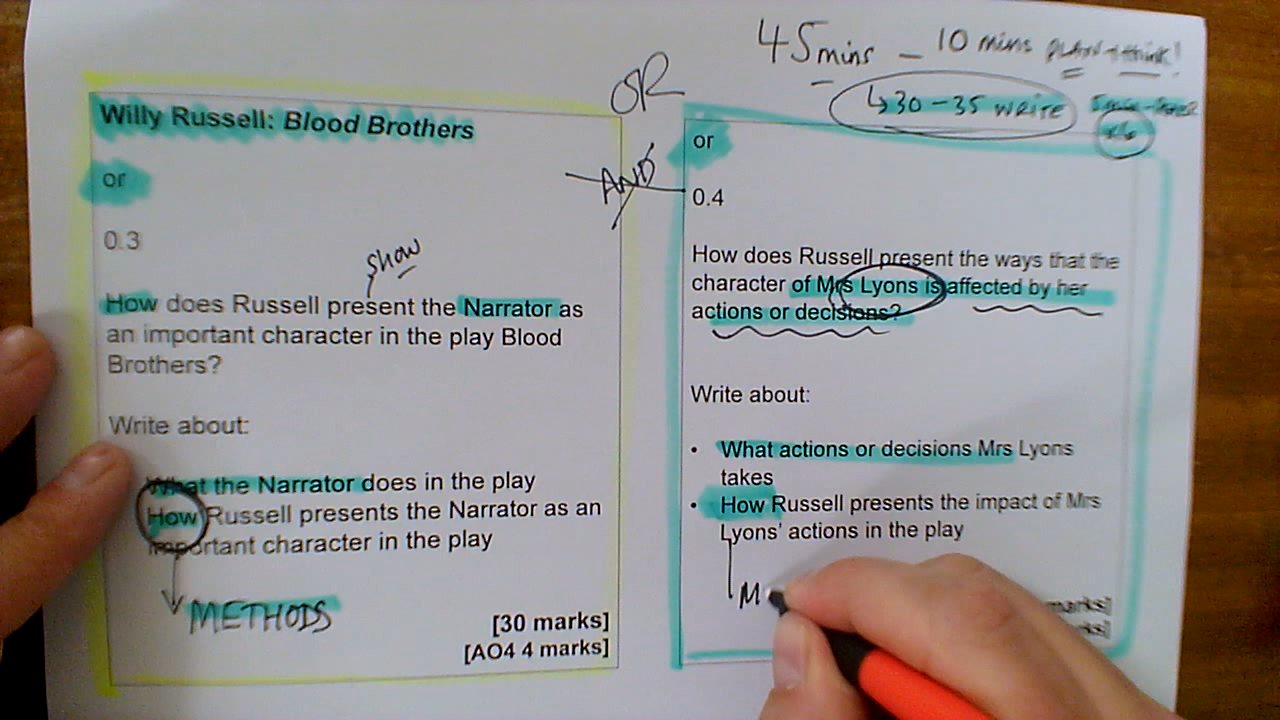 45 mins – 10 mins PLAN + think!
↳ 30 – 35 WRITE
OR
AND
Willy Russell: Blood Brothers
or
0.3
show
How does Russell present the Narrator as
an important character in the play Blood
Brothers?
Write about:
What the Narrator does in the play
How Russell presents the Narrator as an
important character in the play
METHODS
[30 marks]
[AO4 4 marks]
or
0.4
How does Russell present the ways that the
character of Mrs Lyons is affected by her
actions or decisions?
Write about:
• What actions or decisions Mrs Lyons
takes
• How Russell presents the impact of Mrs
Lyons' actions in the play
M
marks]